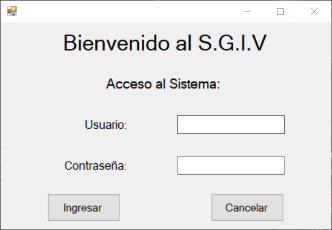 Bienvenido al S.G.I.V
Acceso al Sistema:
Usuario:
Contraseña:
Ingresar Cancelar